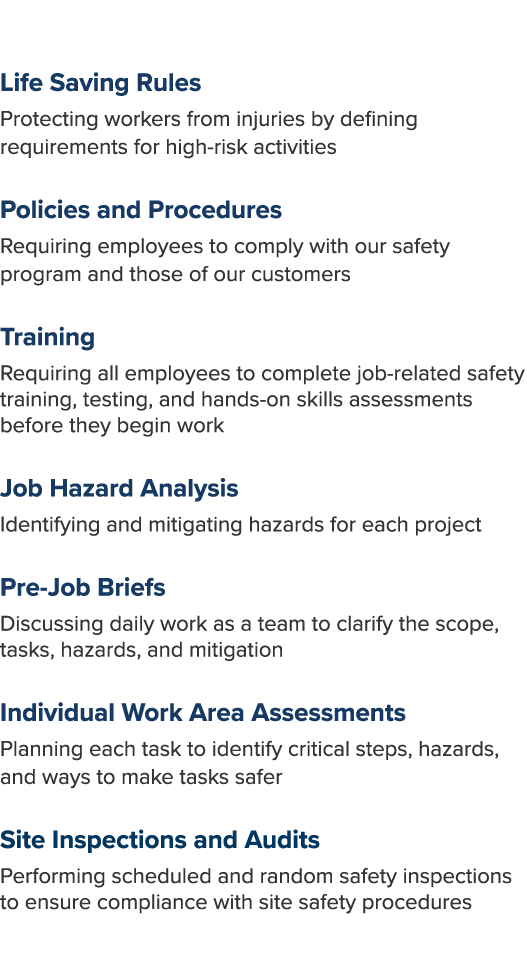 Life Saving Rules
Protecting workers from injuries by defining
requirements for high-risk activities
Policies and Procedures
Requiring employees to comply with our safety
program and those of our customers
Training
Requiring all employees to complete job-related safety
training, testing, and hands-on skills assessments
before they begin work
Job Hazard Analysis
Identifying and mitigating hazards for each project
Pre-Job Briefs
Discussing daily work as a team to clarify the scope,
tasks, hazards, and mitigation
Individual Work Area Assessments
Planning each task to identify critical steps, hazards,
and ways to make tasks safer
Site Inspections and Audits
Performing scheduled and random safety inspections
to ensure compliance with site safety procedures